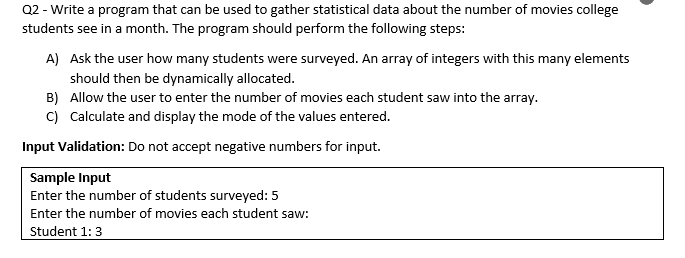 Q2 - Write a program that can be used to gather statistical data about the number of movies college
students see in a month. The program should perform the following steps:
A) Ask the user how many students were surveyed. An array of integers with this many elements
should then be dynamically allocated.
B) Allow the user to enter the number of movies each student saw into the array.
C) Calculate and display the mode of the values entered.
Input Validation: Do not accept negative numbers for input.
Sample Input
Enter the number of students surveyed: 5
Enter the number of movies each student saw:
Student 1: 3